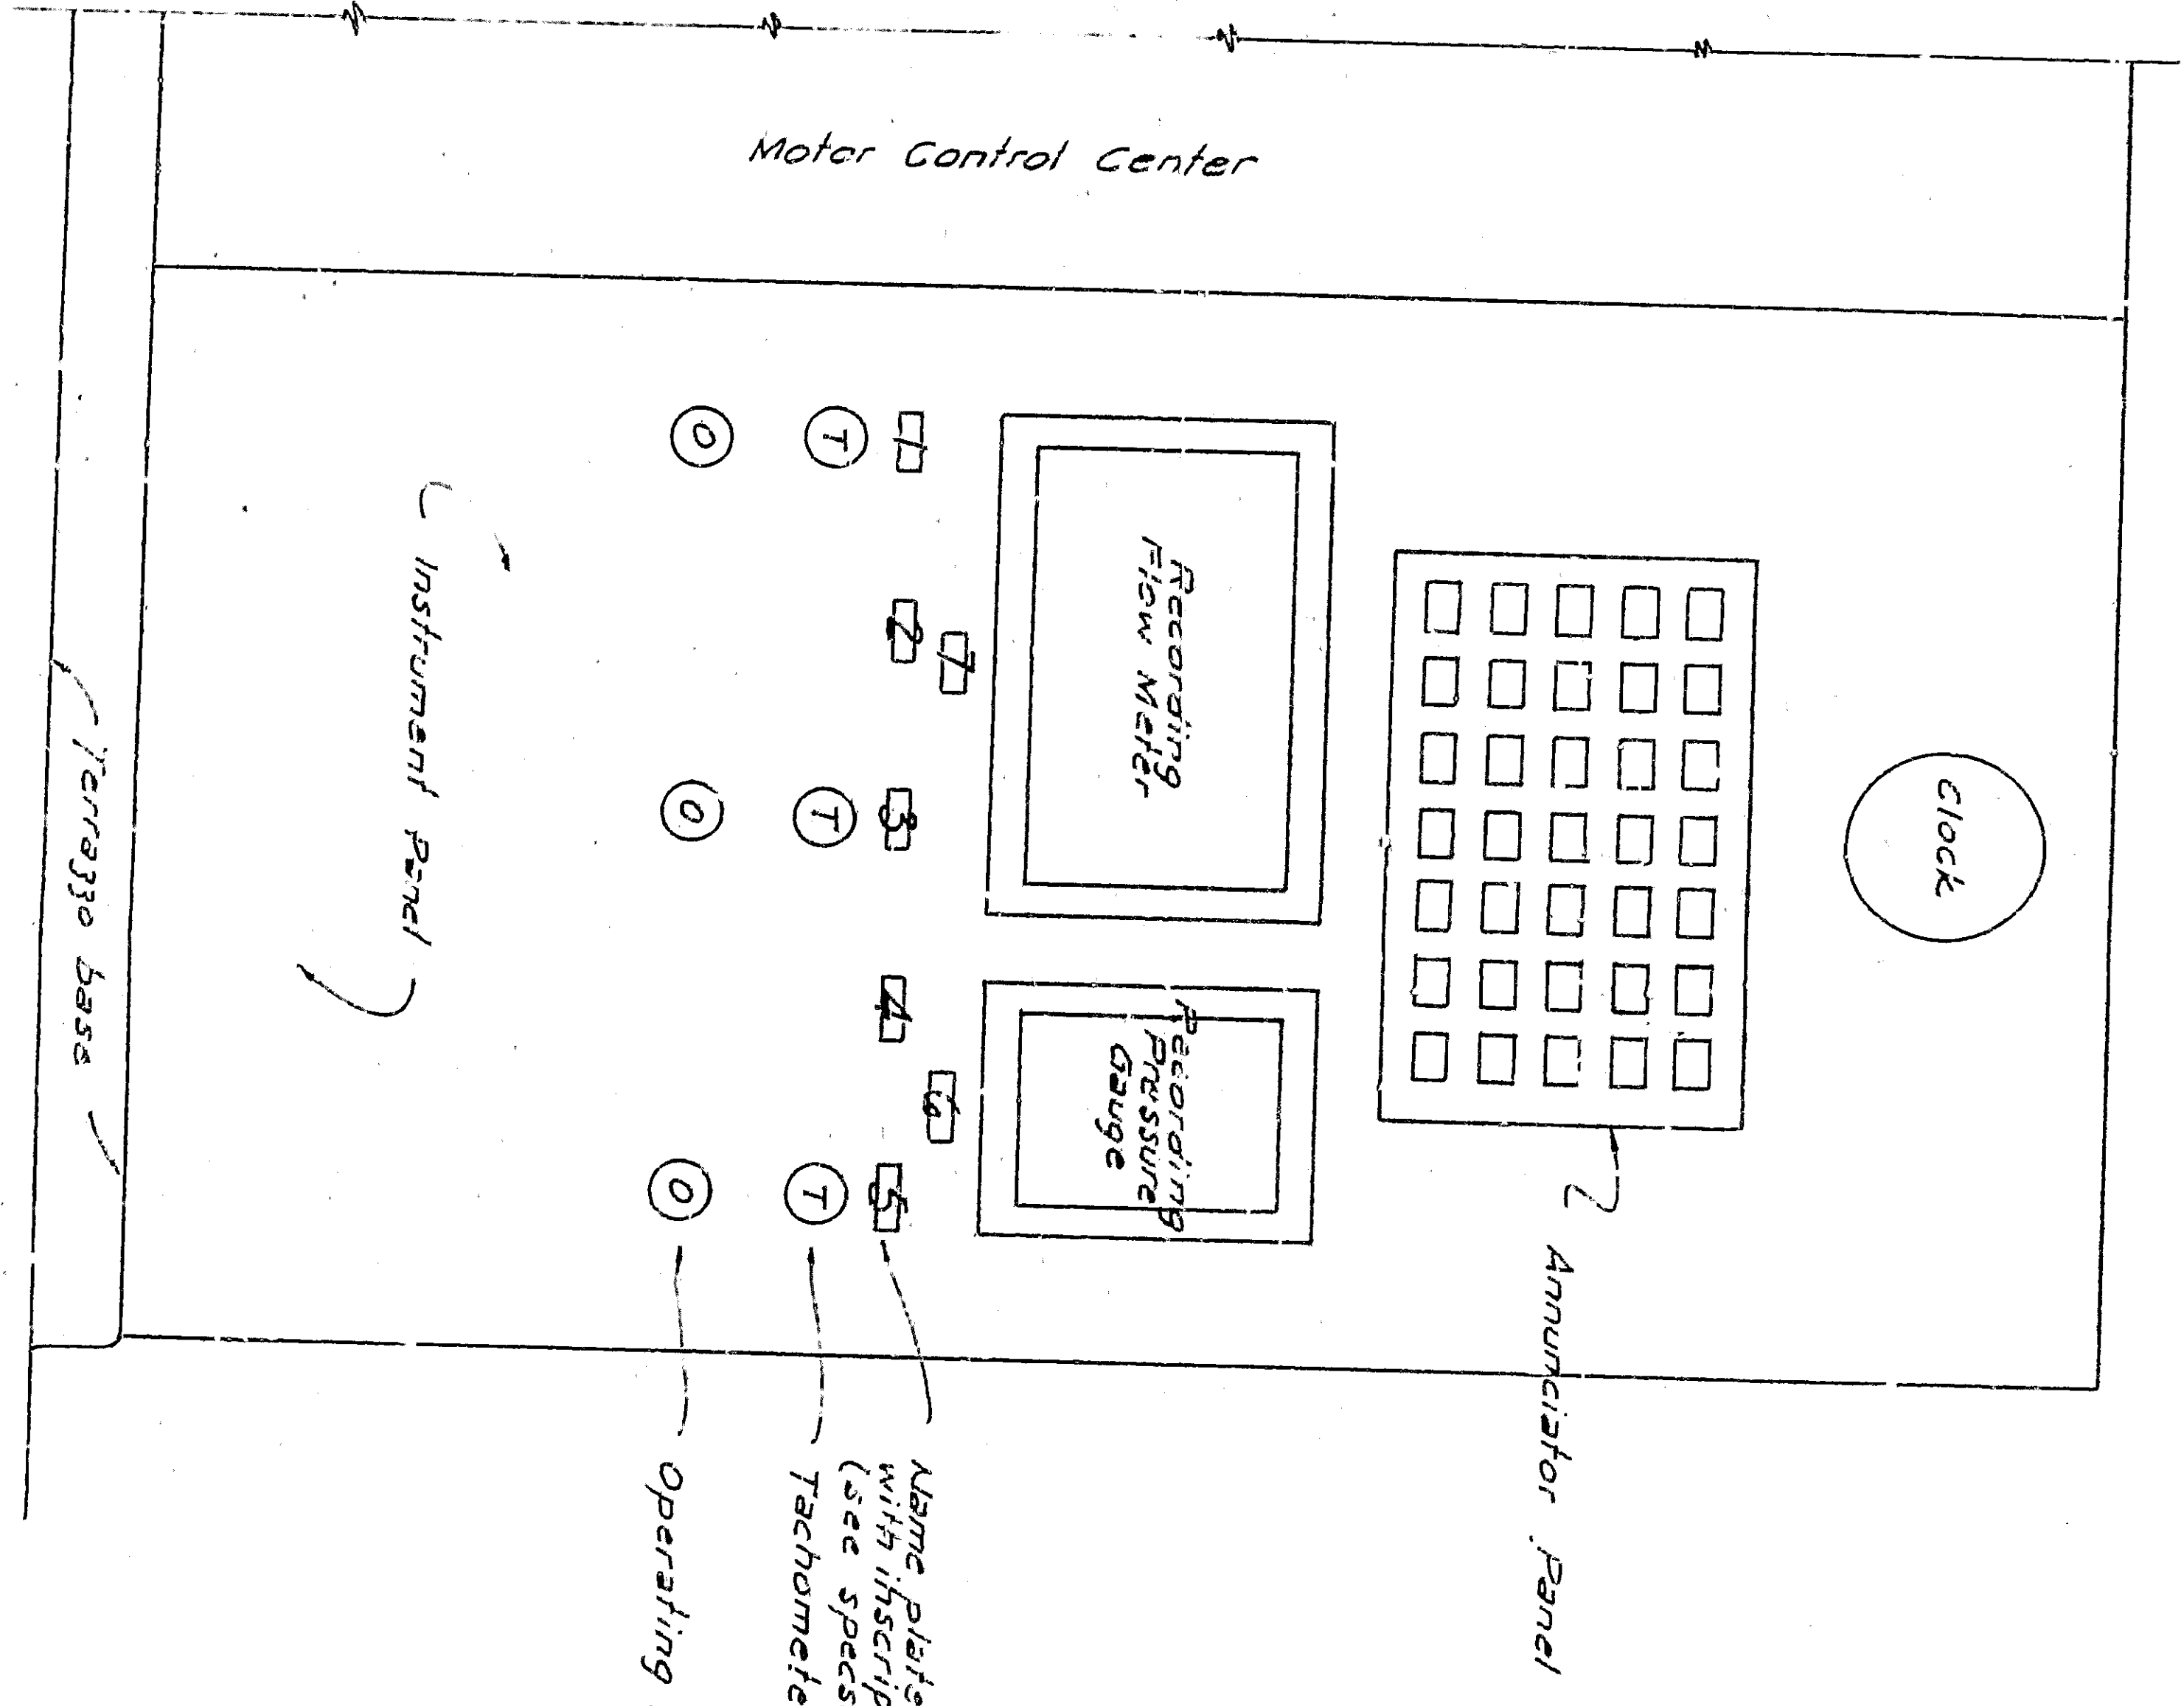 Motor Control Center
Clock
Annunciator Panel
Recording
Flow Meter
Recording
Pressure
Gauge
7
6
1
2
3
4
5
T
T
T
O
O
O
Name plate
with inscrip
(see specs
Tachomete
Operating
Instrument Panel
Terrazzo base